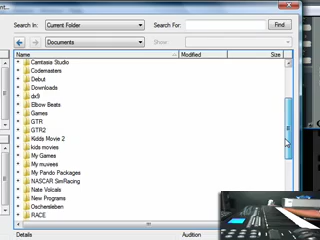 nt...
Search In: Current Folder Search For: Find
Documents Show:
Name Modified Size
Camtasia Studio
Codemasters
Debut
Downloads
dx9
Elbow Beats
Games
GTR
GTR2
Kidds Movie 2
kids movies
My Games
My muvees
My Pando Packages
NASCAR SimRacing
Nate Volcals
New Programs
Oschersleben
RACE
Details Audition